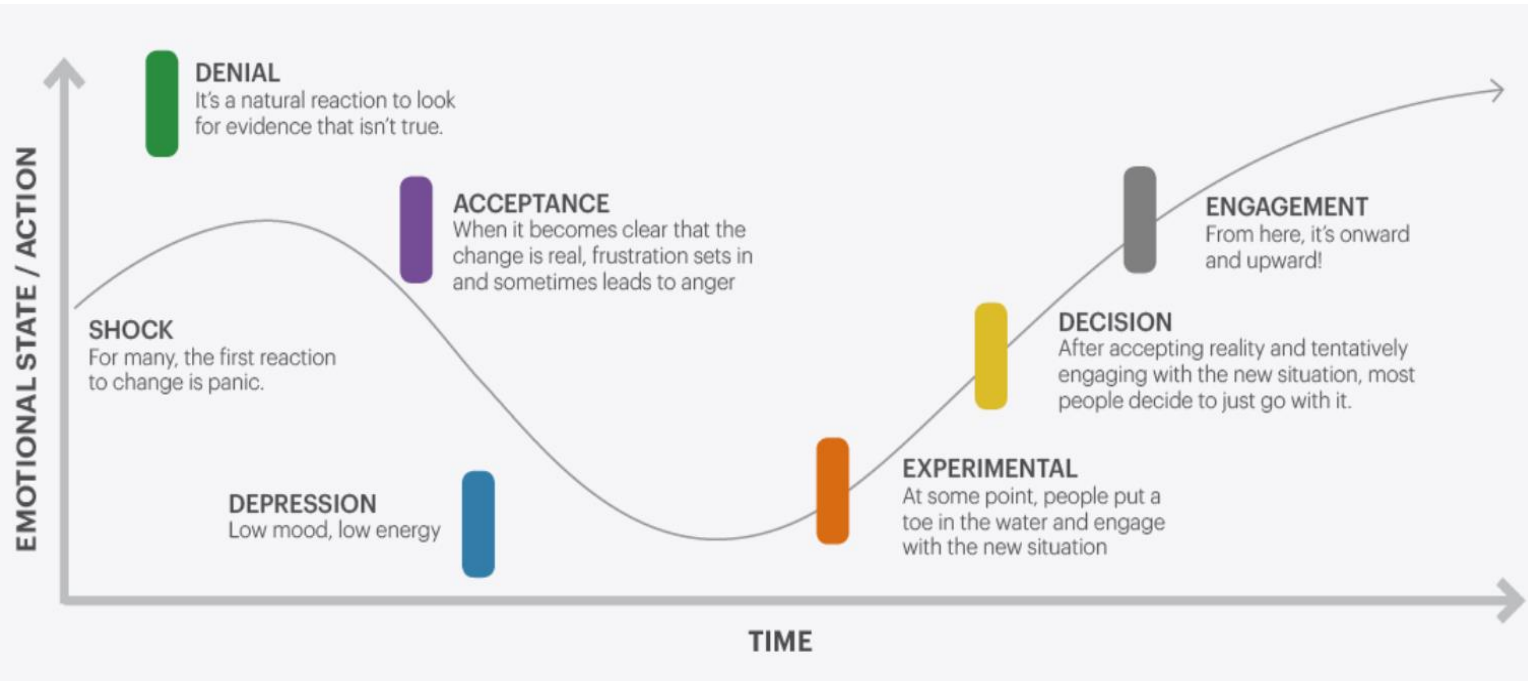 EMOTIONAL STATE / ACTION
DENIAL
It's a natural reaction to look
for evidence that isn't true.
ACCEPTANCE
When it becomes clear that the
change is real, frustration sets in
and sometimes leads to anger
SHOCK
For many, the first reaction
to change is panic.
DEPRESSION
Low mood, low energy
EXPERIMENTAL
At some point, people put a
toe in the water and engage
with the new situation
DECISION
After accepting reality and tentatively
engaging with the new situation, most
people decide to just go with it.
ENGAGEMENT
From here, it's onward
and upward!
TIME